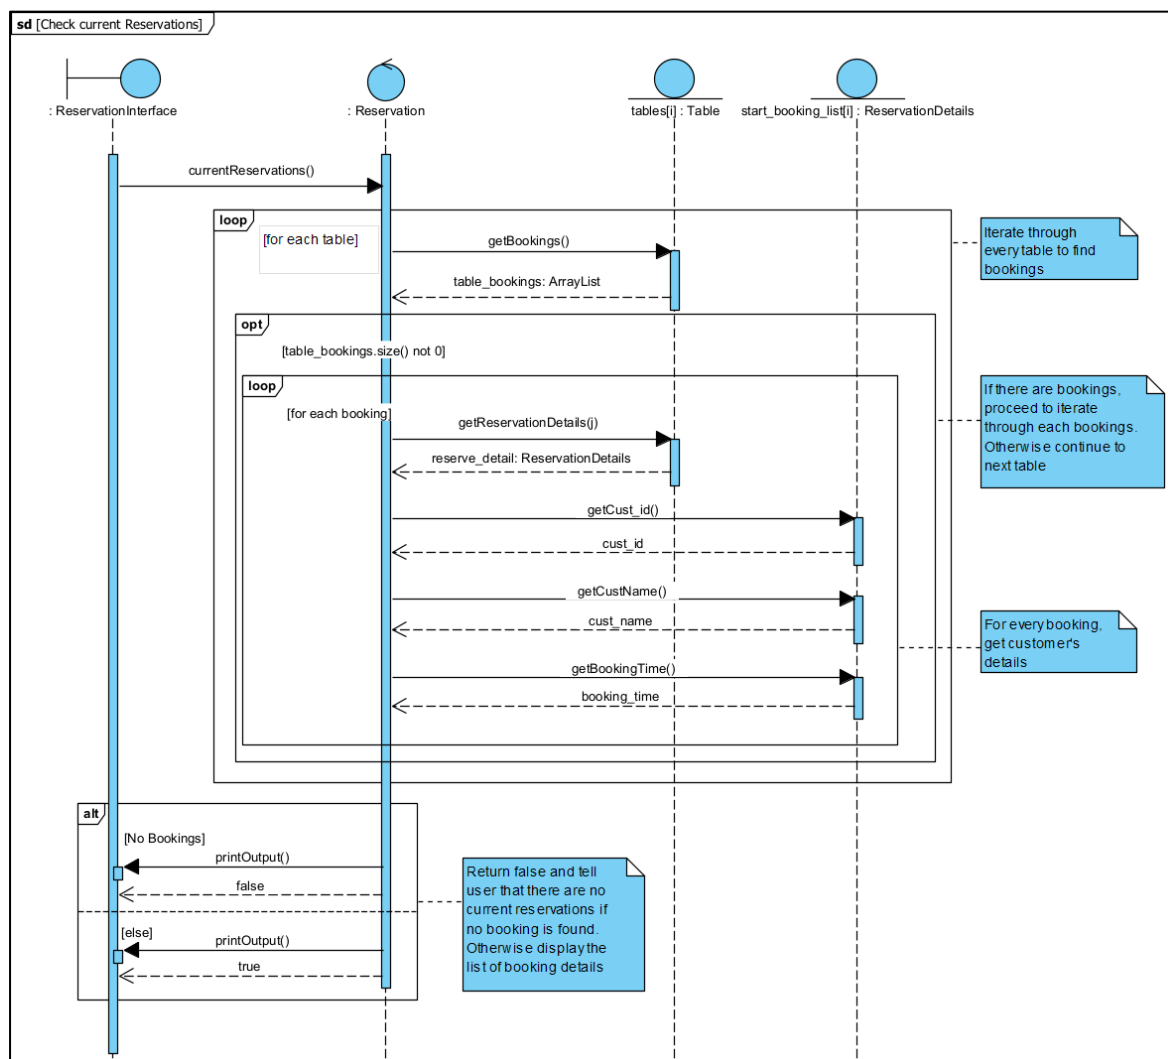 sd [Check current Reservations]
: ReservationInterface
: Reservation
tables[i] : Table
start_booking_list[i] : ReservationDetails
currentReservations()
loop
[for each table]
getBookings()
table_bookings: ArrayList
Iterate through
every table to find
bookings
opt
[table_bookings.size() not 0]
loop
[for each booking]
getReservationDetails(j)
reserve_detail: ReservationDetails
If there are bookings,
proceed to iterate
through each bookings.
Otherwise continue to
next table
getCust_id()
cust_id
getCustName()
cust_name
For every booking,
get customer's
details
getBookingTime()
booking_time
alt
[No Bookings]
printOutput()
false
[else]
printOutput()
true
Return false and tell
user that there are no
current reservations if
no booking is found.
Otherwise display the
list of booking details